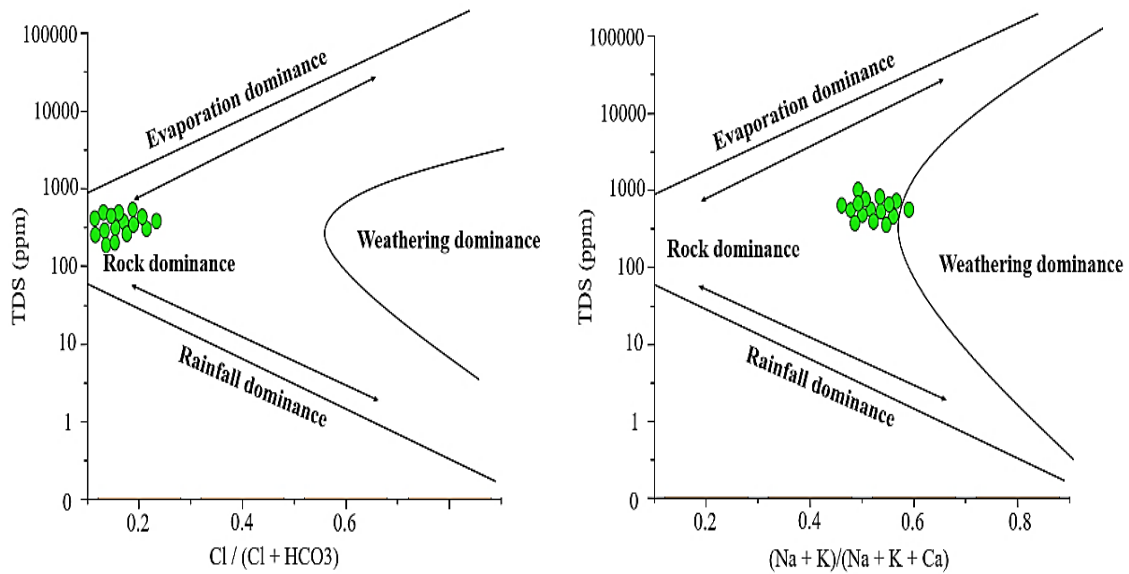 100000
10000
1000
100
10
1
0
TDS (ppm)
Evaporation dominance
Weathering dominance
Rock dominance
Rainfall dominance
0.2
0.4
0.6
Cl / (Cl + HCO3)
100000
10000
1000
100
10
1
0
TDS (ppm)
Evaporation dominance
Rock dominance
Weathering dominance
Rainfall dominance
0.2
0.4
0.6
0.8
(Na + K)/(Na + K + Ca)